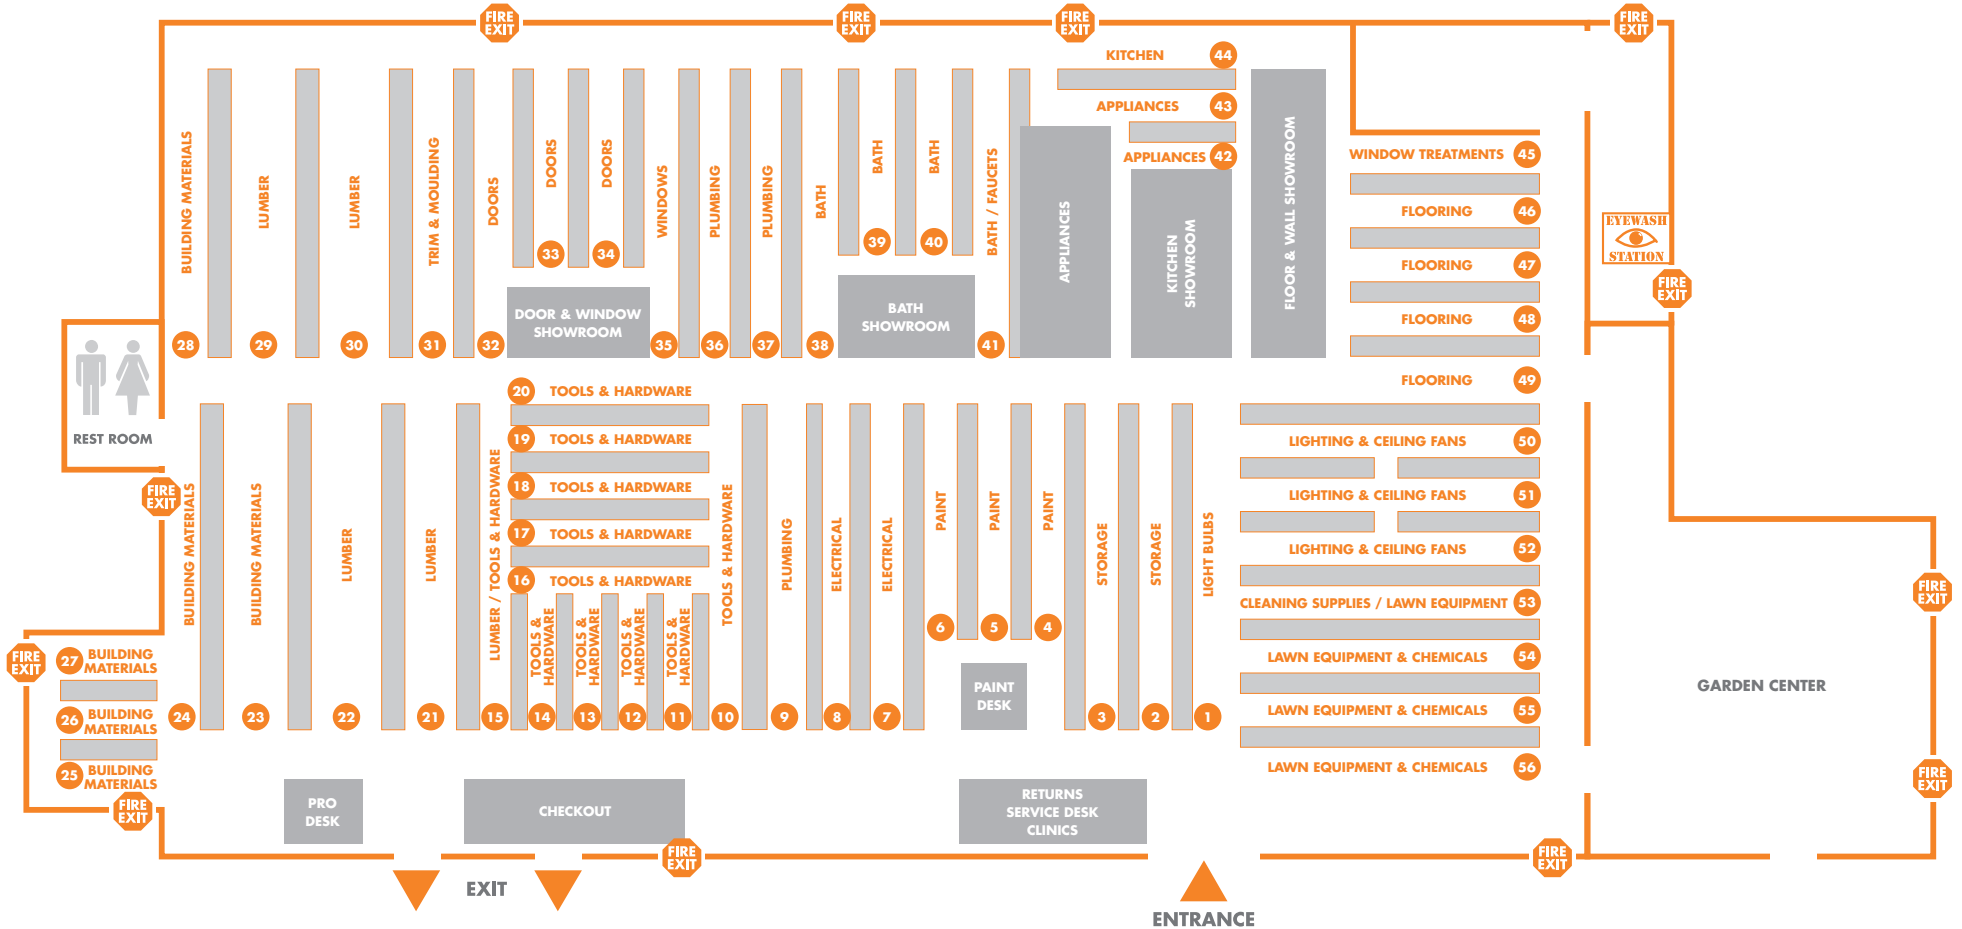 FIRE
EXIT
FIRE
EXIT
FIRE
EXIT
FIRE
EXIT
KITCHEN 44
APPLIANCES 43
APPLIANCES 42
BUILDING MATERIALS
LUMBER
LUMBER
TRIM & MOULDING
DOORS
DOORS
DOORS
WINDOWS
PLUMBING
PLUMBING
BATH
BATH
BATH
BATH / FAUCETS
APPLIANCES
KITCHEN
SHOWROOM
FLOOR & WALL SHOWROOM
WINDOW TREATMENTS 45
FLOORING 46
FLOORING 47
FLOORING 48
FLOORING 49
EYEWASH
STATION
FIRE
EXIT
33
34
39
40
DOOR & WINDOW
SHOWROOM
BATH
SHOWROOM
28
29
30
31
32
35
36
37
38
41
REST ROOM
FIRE
EXIT
20 TOOLS & HARDWARE
19 TOOLS & HARDWARE
18 TOOLS & HARDWARE
17 TOOLS & HARDWARE
16 TOOLS & HARDWARE
BUILDING MATERIALS
BUILDING MATERIALS
LUMBER
LUMBER
LUMBER / TOOLS & HARDWARE
TOOLS &
HARDWARE
TOOLS &
HARDWARE
TOOLS &
HARDWARE
TOOLS &
HARDWARE
TOOLS & HARDWARE
PLUMBING
ELECTRICAL
ELECTRICAL
PAINT
PAINT
PAINT
STORAGE
STORAGE
LIGHT BULBS
LIGHTING & CEILING FANS 50
LIGHTING & CEILING FANS 51
LIGHTING & CEILING FANS 52
CLEANING SUPPLIES / LAWN EQUIPMENT 53
LAWN EQUIPMENT & CHEMICALS 54
LAWN EQUIPMENT & CHEMICALS 55
LAWN EQUIPMENT & CHEMICALS 56
6
5
4
PAINT
DESK
FIRE
EXIT
27 BUILDING
MATERIALS
26 BUILDING
MATERIALS
25 BUILDING
MATERIALS
FIRE
EXIT
24
23
22
21
15
14
13
12
11
10
9
8
7
3
2
1
GARDEN CENTER
FIRE
EXIT
FIRE
EXIT
PRO
DESK
CHECKOUT
RETURNS
SERVICE DESK
CLINICS
FIRE
EXIT
FIRE
EXIT
EXIT
ENTRANCE